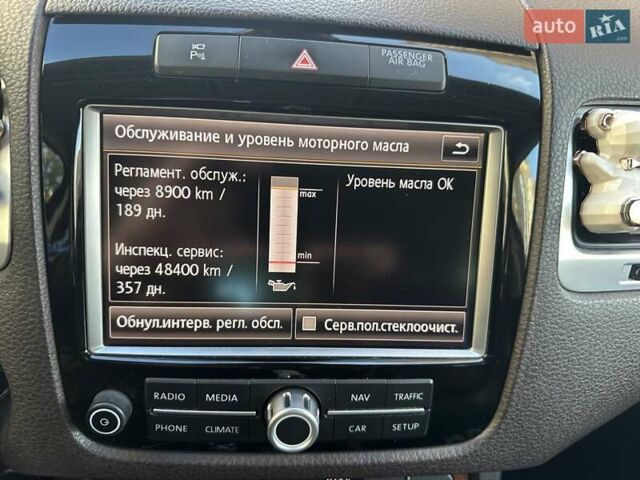 auto RIA.com
P
PASSENGER
AIR BAG
Обслуживание и уровень моторного масла
Регламент. обслуж.:
через 8900 km /
189 дн.
Инспекц. сервис:
через 48400 km /
357 дн.
max
min
Уровень масла OK
Обнул.интерв. регл. обсл.
Серв.пол.стеклоочист.
RADIO MEDIA NAV TRAFFIC
PHONE CLIMATE CAR SETUP